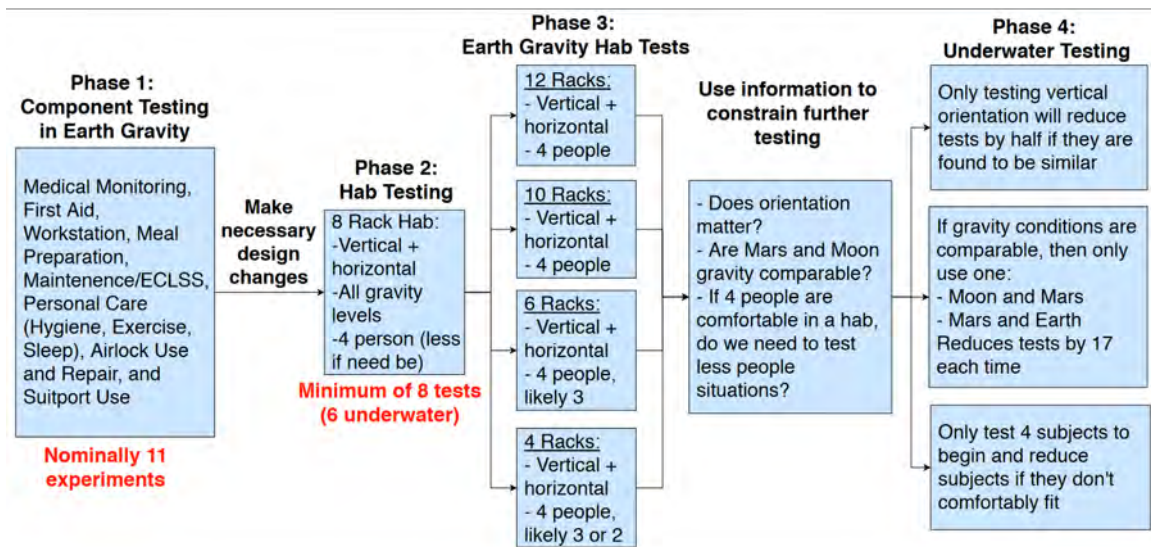 Phase 1:
Component Testing
in Earth Gravity
Medical Monitoring,
First Aid,
Workstation, Meal
Preparation,
Maintenence/ECLSS,
Personal Care
(Hygiene, Exercise,
Sleep), Airlock Use
and Repair, and
Suitport Use
Nominally 11
experiments
Make
necessary
design
changes
Phase 2:
Hab Testing
8 Rack Hab:
-Vertical +
horizontal
-All gravity
levels
-4 person (less
if need be)
Minimum of 8 tests
(6 underwater)
Phase 3:
Earth Gravity Hab Tests
12 Racks:
- Vertical +
horizontal
- 4 people
10 Racks:
- Vertical +
horizontal
- 4 people
6 Racks:
- Vertical +
horizontal
- 4 people,
likely 3
4 Racks:
- Vertical +
horizontal
- 4 people,
likely 3 or 2
Use information to
constrain further
testing
- Does orientation
matter?
- Are Mars and Moon
gravity comparable?
- If 4 people are
comfortable in a hab,
do we need to test
less people
situations?
Phase 4:
Underwater Testing
Only testing vertical
orientation will reduce
tests by half if they are
found to be similar
If gravity conditions are
comparable, then only
use one:
- Moon and Mars
- Mars and Earth
Reduces tests by 17
each time
Only test 4 subjects to
begin and reduce
subjects if they don't
comfortably fit